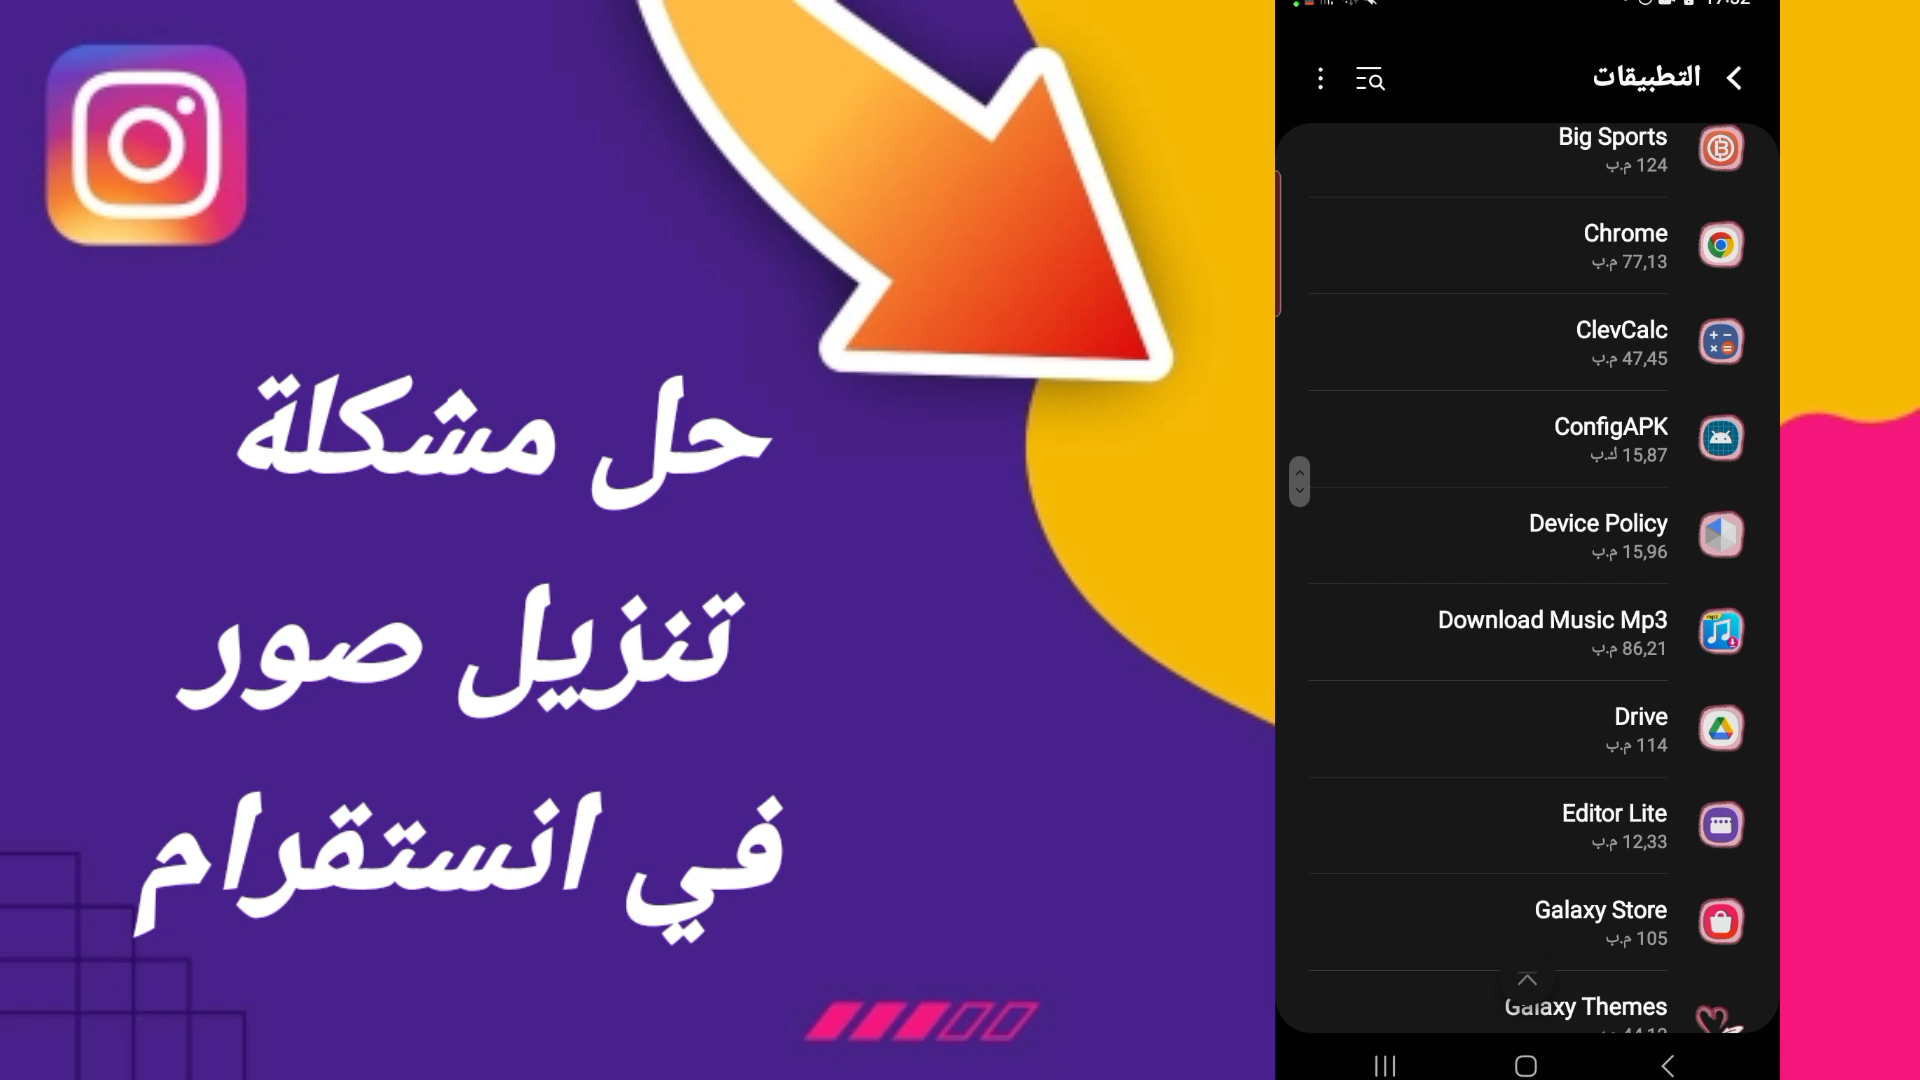 حل مشكلة
تنزيل صور
في انستقرام
التطبيقات
Big Sports
124 م.ب
Chrome
77,13 م.ب
ClevCalc
47,45 م.ب
ConfigAPK
15,87 ك.ب
Device Policy
15,96 م.ب
Download Music Mp3
86,21 م.ب
Drive
114 م.ب
Editor Lite
12,33 م.ب
Galaxy Store
105 م.ب
Galaxy Themes